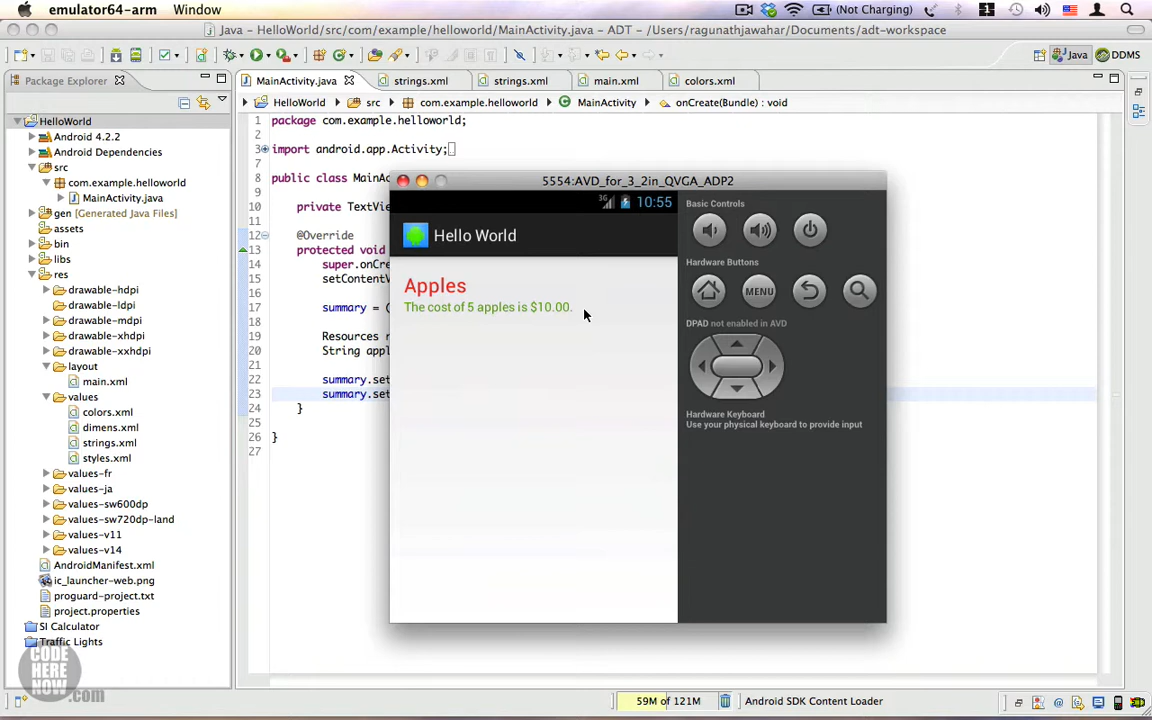 emulator64-arm Window (Not Charging)
Java - HelloWorld/src/com/example/helloworld/MainActivity.java - ADT - /Users/ragunathjawahar/Documents/adt-workspace
Java DDMS
Package Explorer
MainActivity.java strings.xml strings.xml main.xml colors.xml
HelloWorld src com.example.helloworld MainActivity onCreate(Bundle) : void
HelloWorld
Android 4.2.2
Android Dependencies
src
com.example.helloworld
MainActivity.java
gen [Generated Java Files]
assets
bin
libs
res
drawable-hdpi
drawable-ldpi
drawable-mdpi
drawable-xhdpi
drawable-xxhdpi
layout
main.xml
values
colors.xml
dimens.xml
strings.xml
styles.xml
values-fr
values-ja
values-sw600dp
values-sw720dp-land
values-v11
values-v14
AndroidManifest.xml
ic_launcher-web.png
proguard-project.txt
project.properties
SI Calculator
Traffic Lights
1 package com.example.helloworld;
2
3 import android.app.Activity;
7
8 public class MainAc
9
10 private TextVie
11
12 @Override
13 protected void
14 super.onCre
15 setContentV
16
17 summary = (
18
19 Resources r
20 String appl
21
22 summary.set
23 summary.set
24 }
25
26 }
27
5554:AVD_for_3_2in_QVGA_ADP2
3G 10:55
Hello World
Apples
The cost of 5 apples is $10.00.
Basic Controls
Hardware Buttons
MENU
DPAD not enabled in AVD
Hardware Keyboard
Use your physical keyboard to provide input
CODE
HERE
NOW
.com
59M of 121M Android SDK Content Loader